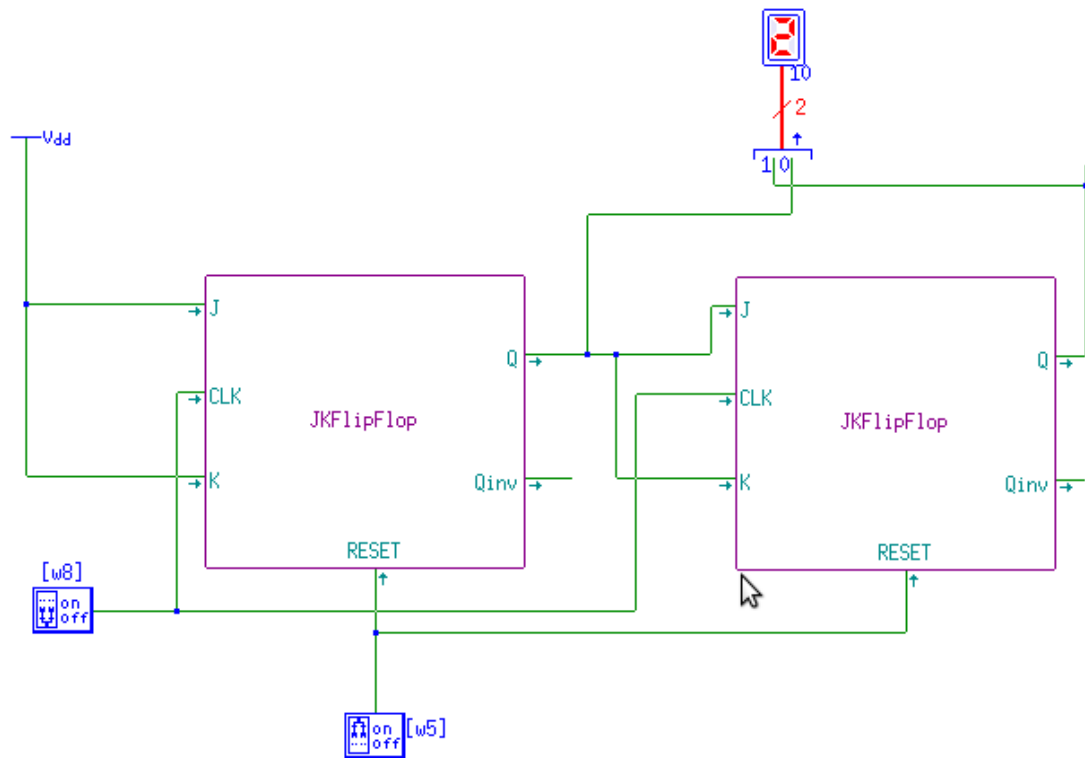 2
10
2
Vdd
1 0
J
J
Q
Q
CLK
CLK
JKFlipFlop
JKFlipFlop
K
K
Qinv
Qinv
RESET
RESET
[w8]
on
off
[w5]
on
off